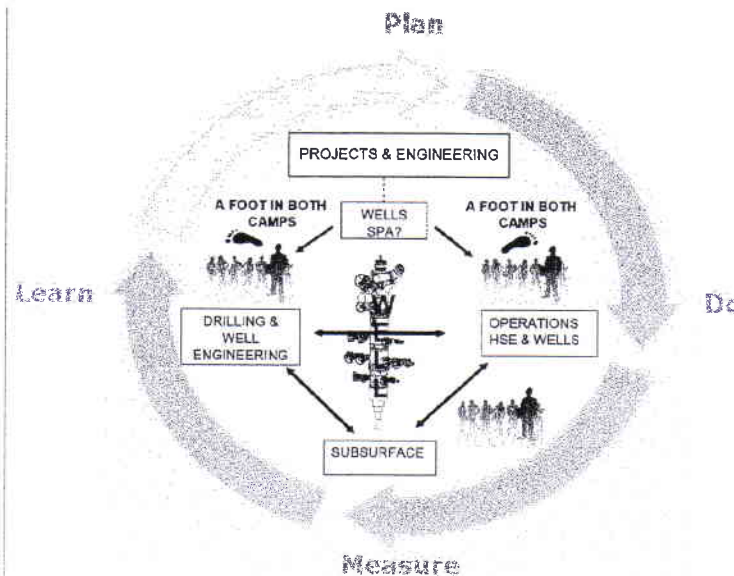 Plan
PROJECTS & ENGINEERING
A FOOT IN BOTH
CAMPS
WELLS
SPA?
A FOOT IN BOTH
CAMPS
Learn
Do
DRILLING &
WELL
ENGINEERING
W
OPERATIONS
HSE & WELLS
SUBSURFACE
Measure